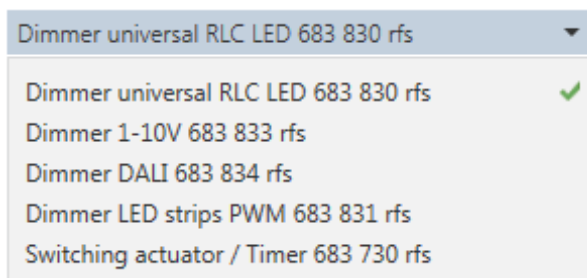 Dimmer universal RLC LED 683 830 rfs
Dimmer universal RLC LED 683 830 rfs
Dimmer 1-10V 683 833 rfs
Dimmer DALI 683 834 rfs
Dimmer LED strips PWM 683 831 rfs
Switching actuator / Timer 683 730 rfs